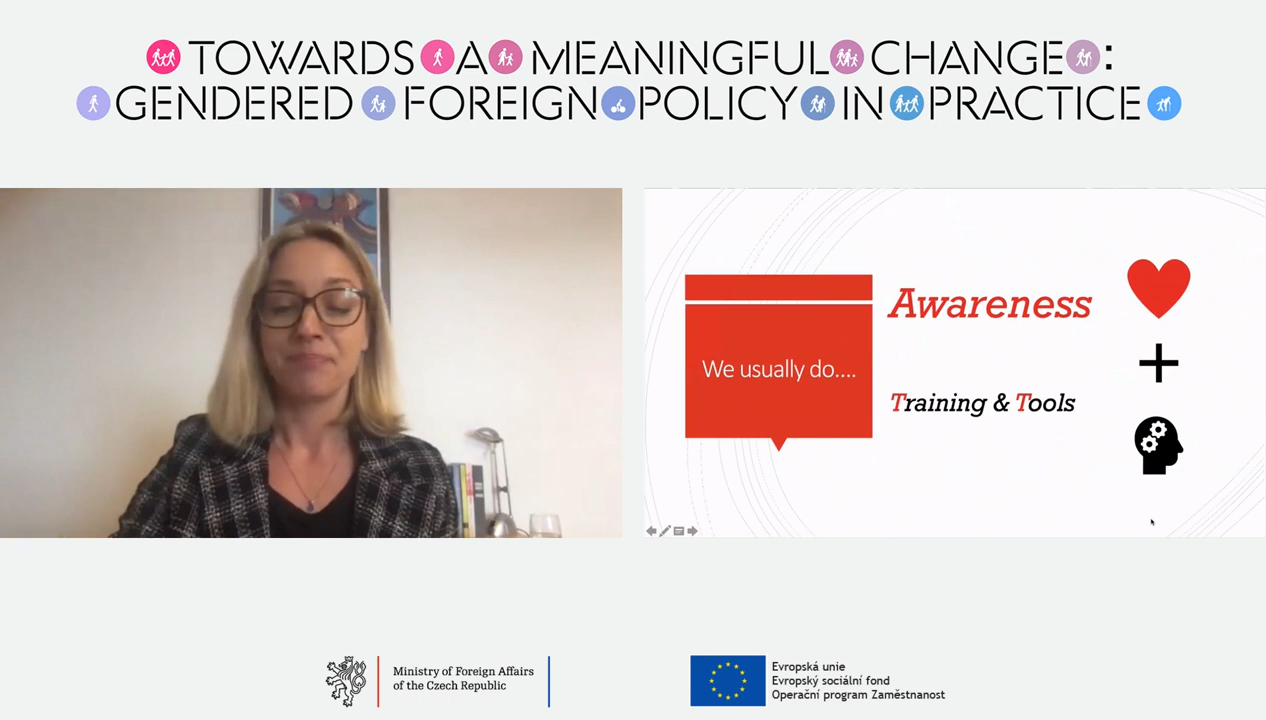 TOWARDS A MEANINGFUL CHANGE:
GENDERED FOREIGN POLICY IN PRACTICE
We usually do....
Awareness
Training & Tools
Ministry of Foreign Affairs
of the Czech Republic
Evropská unie
Evropský sociální fond
Operační program Zaměstnanost